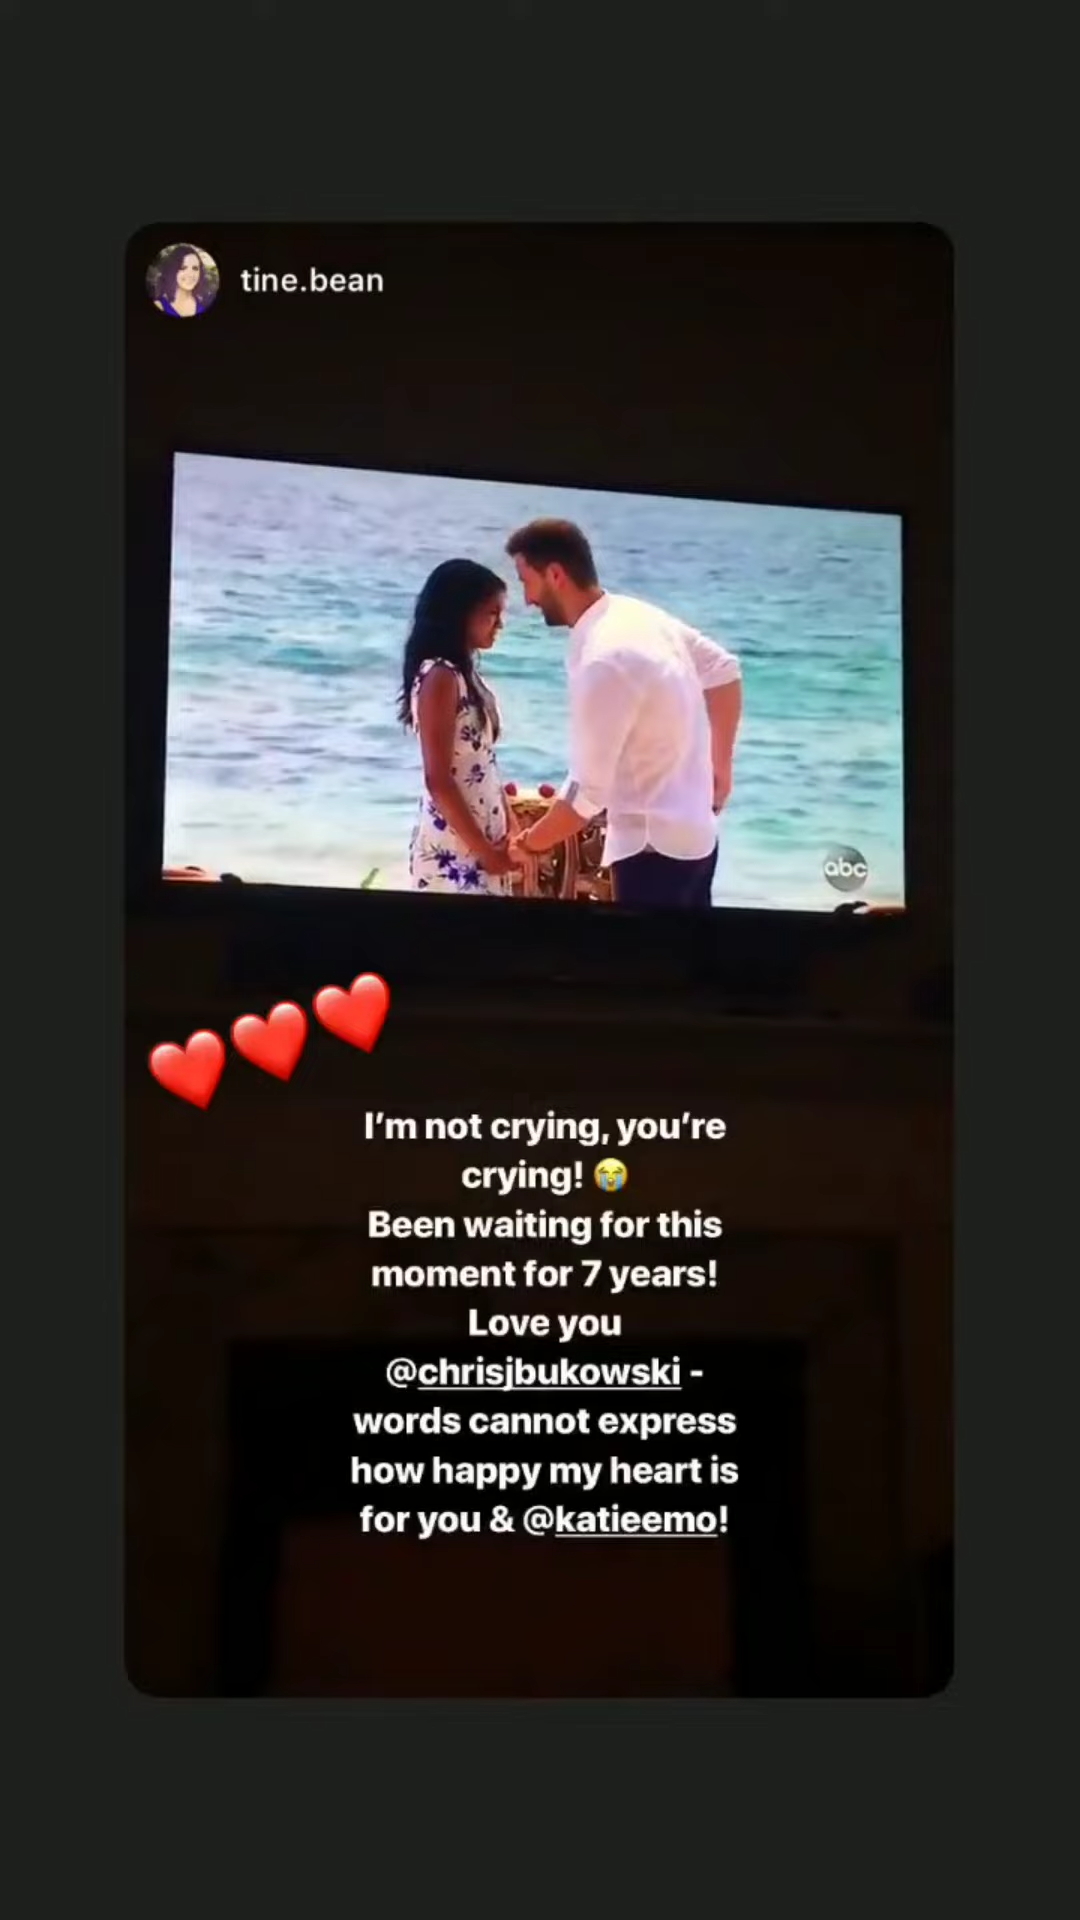 tine.bean
abc
I'm not crying, you're
crying! 😭
Been waiting for this
moment for 7 years!
Love you
@chrisjbukowski -
words cannot express
how happy my heart is
for you & @katieemo!